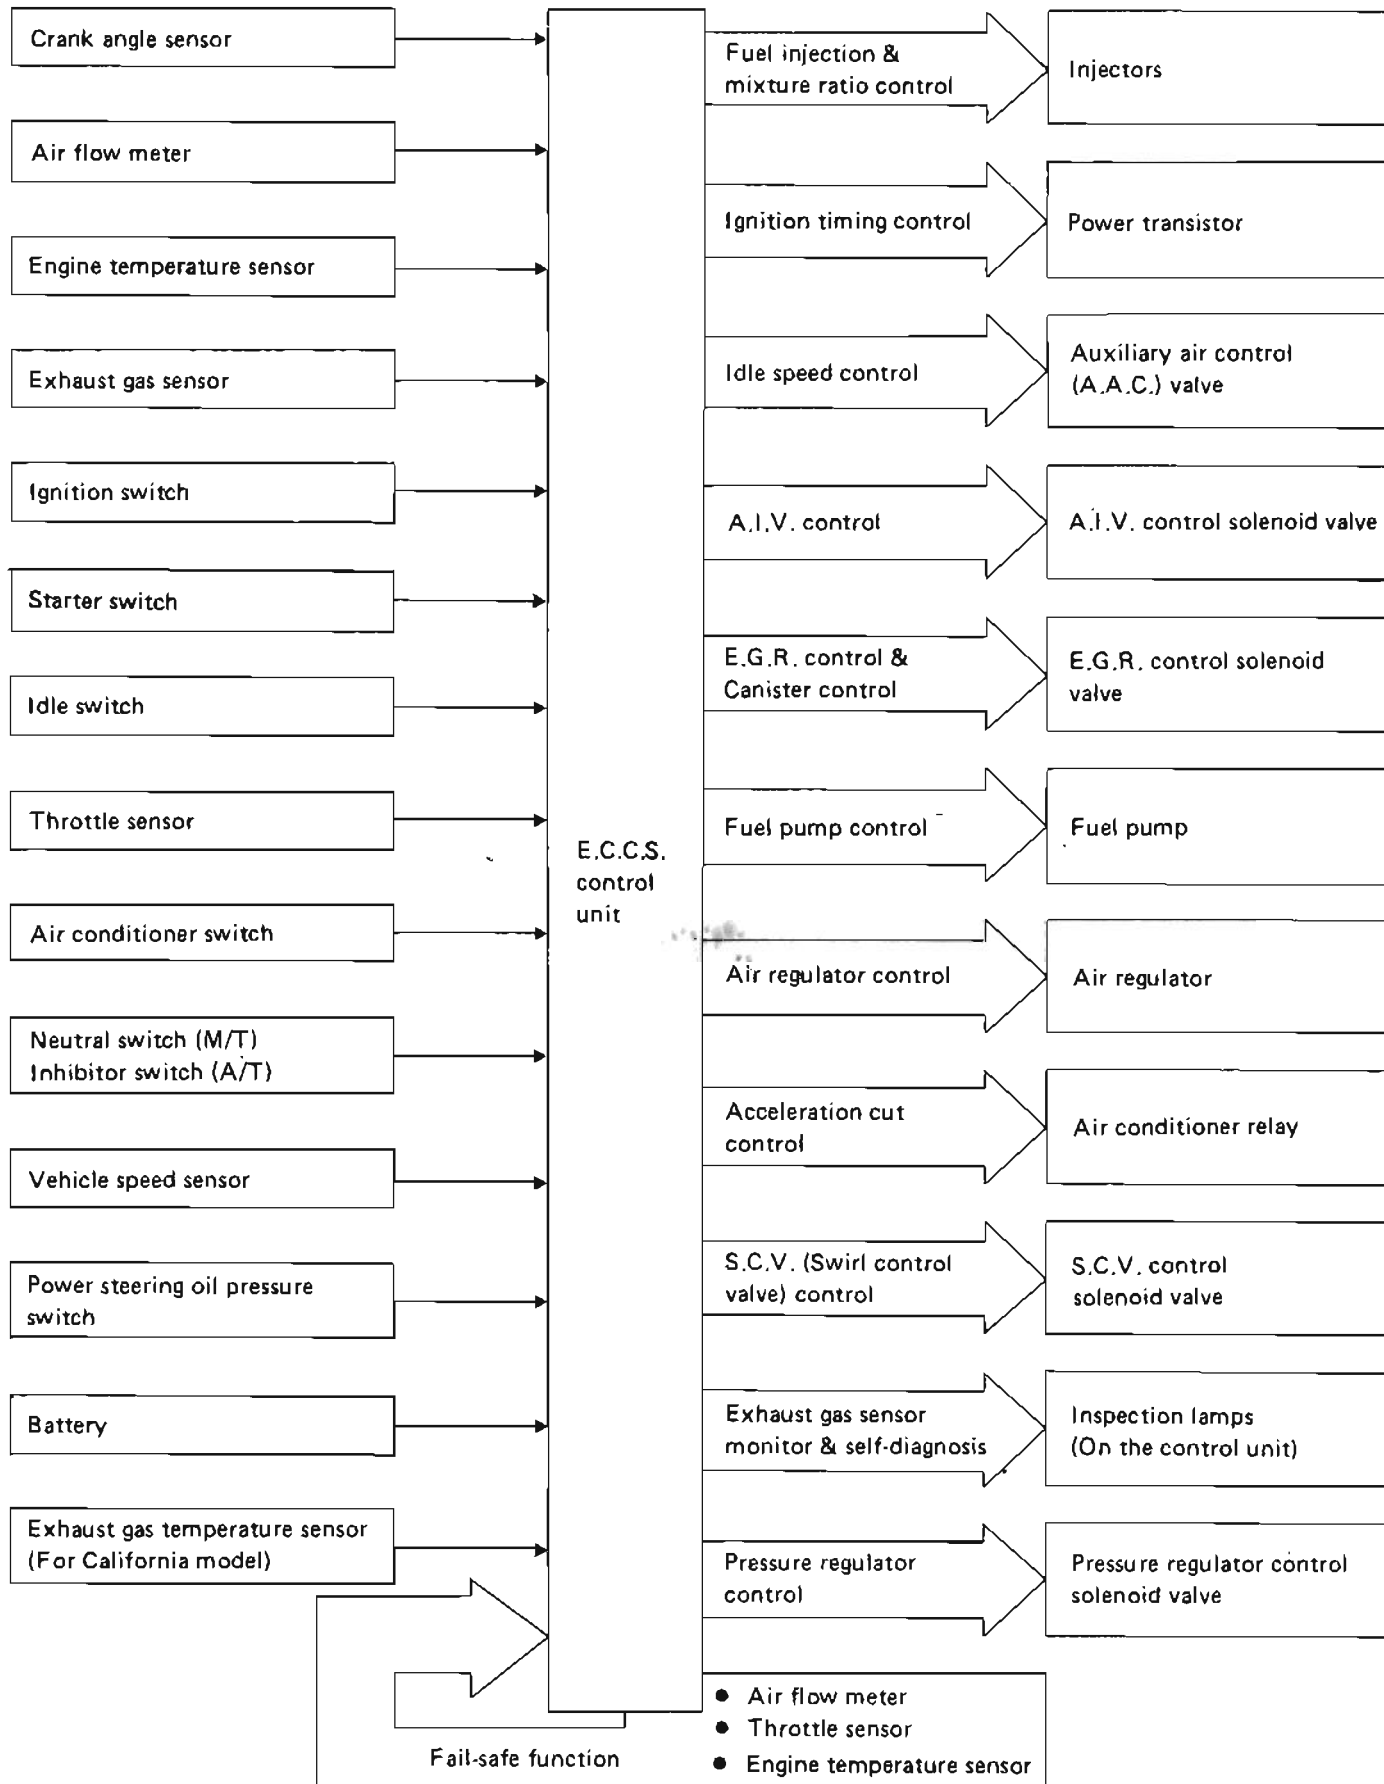 Crank angle sensor
Air flow meter
Engine temperature sensor
Exhaust gas sensor
Ignition switch
Starter switch
Idle switch
Throttle sensor
Air conditioner switch
Neutral switch (M/T)
Inhibitor switch (A/T)
Vehicle speed sensor
Power steering oil pressure
switch
Battery
Exhaust gas temperature sensor
(For California model)
E.C.C.S.
control
unit
Fuel injection &
mixture ratio control
Injectors
Ignition timing control
Power transistor
Idle speed control
Auxiliary air control
(A.A.C.) valve
A.I.V. control
A.I.V. control solenoid valve
E.G.R. control &
Canister control
E.G.R. control solenoid
valve
Fuel pump control
Fuel pump
Air regulator control
Air regulator
Acceleration cut
control
Air conditioner relay
S.C.V. (Swirl control
valve) control
S.C.V. control
solenoid valve
Exhaust gas sensor
monitor & self-diagnosis
Inspection lamps
(On the control unit)
Pressure regulator
control
Pressure regulator control
solenoid valve
Fail-safe function
● Air flow meter
● Throttle sensor
● Engine temperature sensor